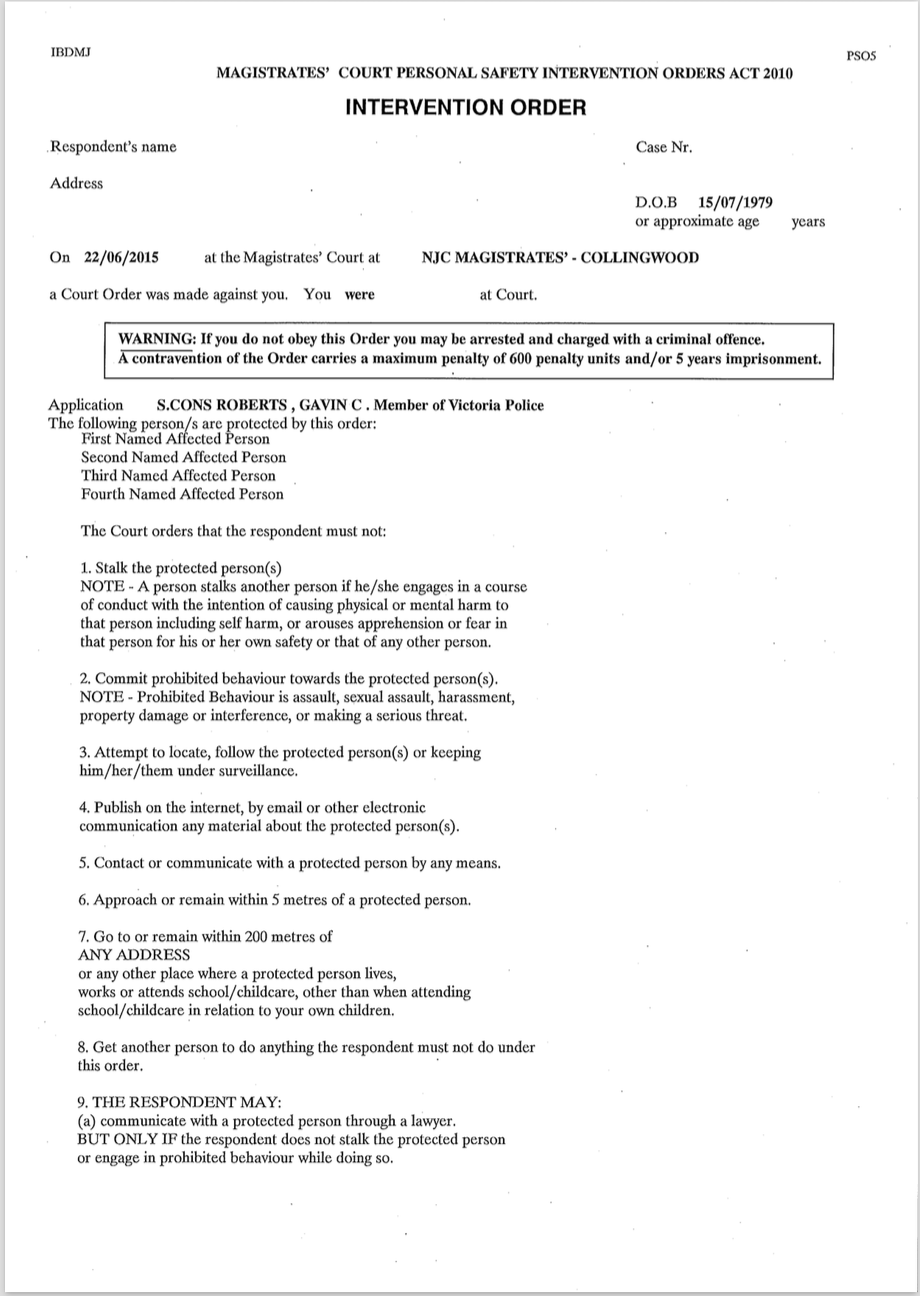 IBDMJ
PSO5
MAGISTRATES' COURT PERSONAL SAFETY INTERVENTION ORDERS ACT 2010
INTERVENTION ORDER
Respondent's name
Case Nr.
Address
D.O.B 15/07/1979
or approximate age years
On 22/06/2015 at the Magistrates' Court at NJC MAGISTRATES' - COLLINGWOOD
a Court Order was made against you. You were at Court.
WARNING: If you do not obey this Order you may be arrested and charged with a criminal offence.
A contravention of the Order carries a maximum penalty of 600 penalty units and/or 5 years imprisonment.
Application S.CONS ROBERTS , GAVIN C . Member of Victoria Police
The following person/s are protected by this order:
First Named Affected Person
Second Named Affected Person
Third Named Affected Person
Fourth Named Affected Person
The Court orders that the respondent must not:
1. Stalk the protected person(s)
NOTE - A person stalks another person if he/she engages in a course
of conduct with the intention of causing physical or mental harm to
that person including self harm, or arouses apprehension or fear in
that person for his or her own safety or that of any other person.
2. Commit prohibited behaviour towards the protected person(s).
NOTE - Prohibited Behaviour is assault, sexual assault, harassment,
property damage or interference, or making a serious threat.
3. Attempt to locate, follow the protected person(s) or keeping
him/her/them under surveillance.
4. Publish on the internet, by email or other electronic
communication any material about the protected person(s).
5. Contact or communicate with a protected person by any means.
6. Approach or remain within 5 metres of a protected person.
7. Go to or remain within 200 metres of
ANY ADDRESS
or any other place where a protected person lives,
works or attends school/childcare, other than when attending
school/childcare in relation to your own children.
8. Get another person to do anything the respondent must not do under
this order.
9. THE RESPONDENT MAY:
(a) communicate with a protected person through a lawyer.
BUT ONLY IF the respondent does not stalk the protected person
or engage in prohibited behaviour while doing so.